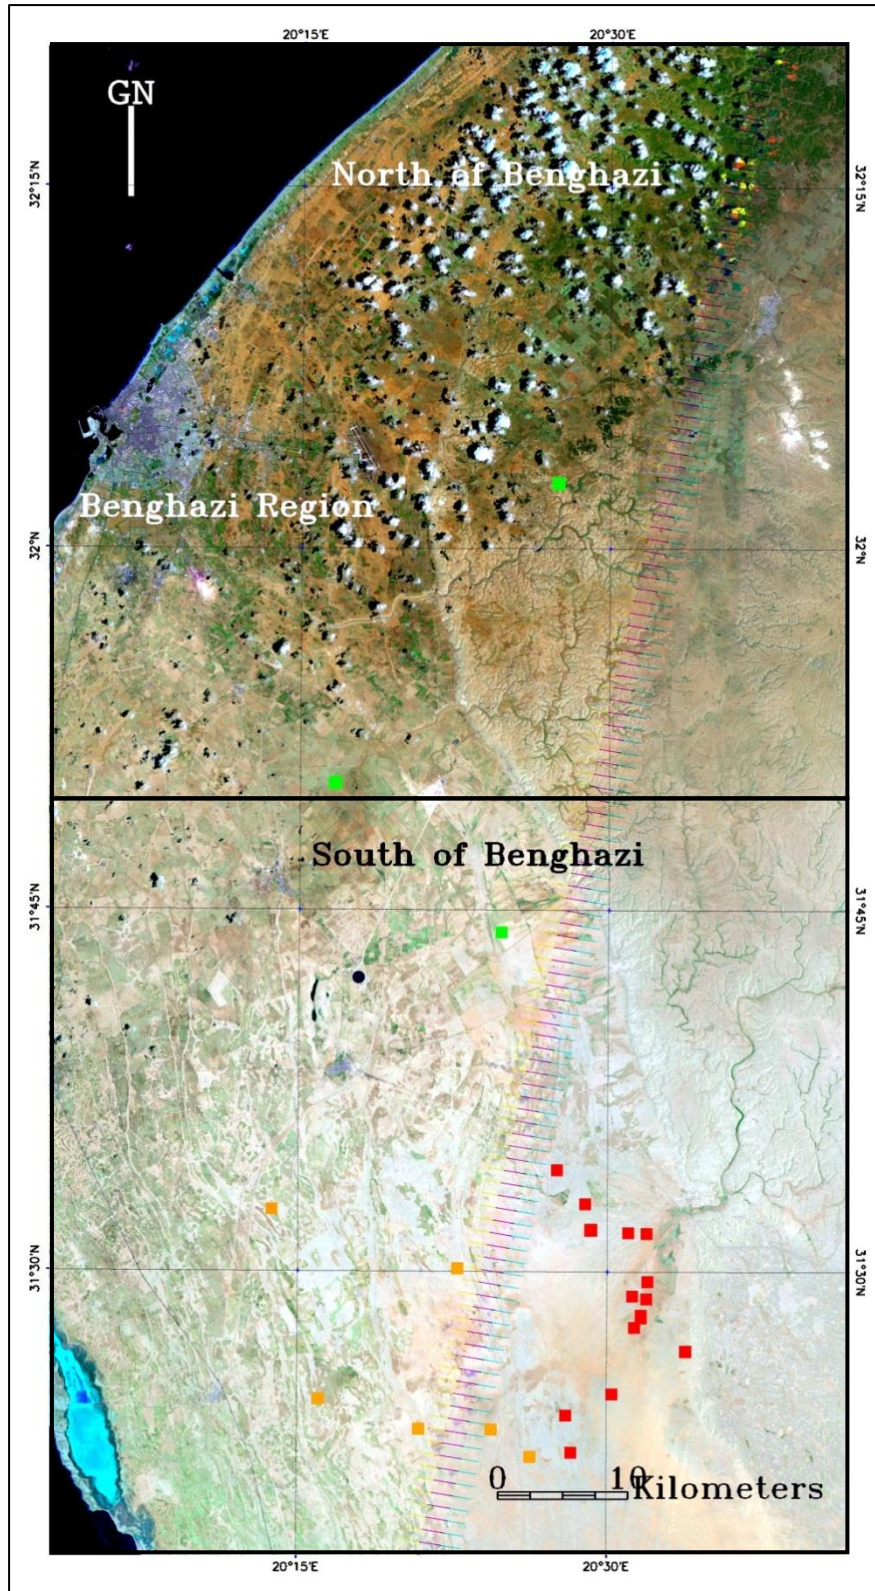 20°15'E 20°30'E
GN
North of Benghazi
32°15'N 32°15'N
Benghazi Region
32°N 32°N
South of Benghazi
31°45'N 31°45'N
31°30'N 31°30'N
0 10 Kilometers
20°15'E 20°30'E